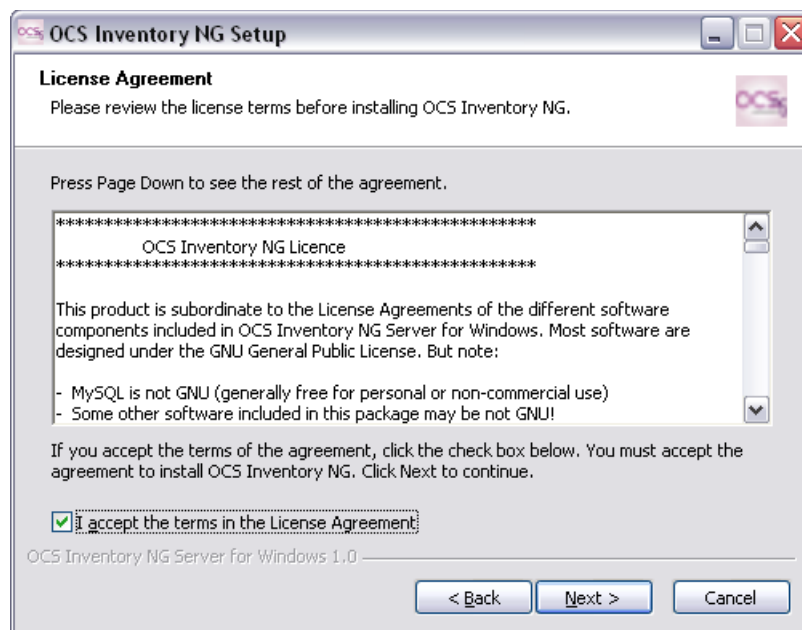 OCS Inventory NG Setup
License Agreement
Please review the license terms before installing OCS Inventory NG.
OCS
Press Page Down to see the rest of the agreement.
**************************************************
OCS Inventory NG Licence
**************************************************
This product is subordinate to the License Agreements of the different software
components included in OCS Inventory NG Server for Windows. Most software are
designed under the GNU General Public License. But note:
- MySQL is not GNU (generally free for personal or non-commercial use)
- Some other software included in this package may be not GNU!
If you accept the terms of the agreement, click the check box below. You must accept the
agreement to install OCS Inventory NG. Click Next to continue.
I accept the terms in the License Agreement
OCS Inventory NG Server for Windows 1.0
< Back Next > Cancel